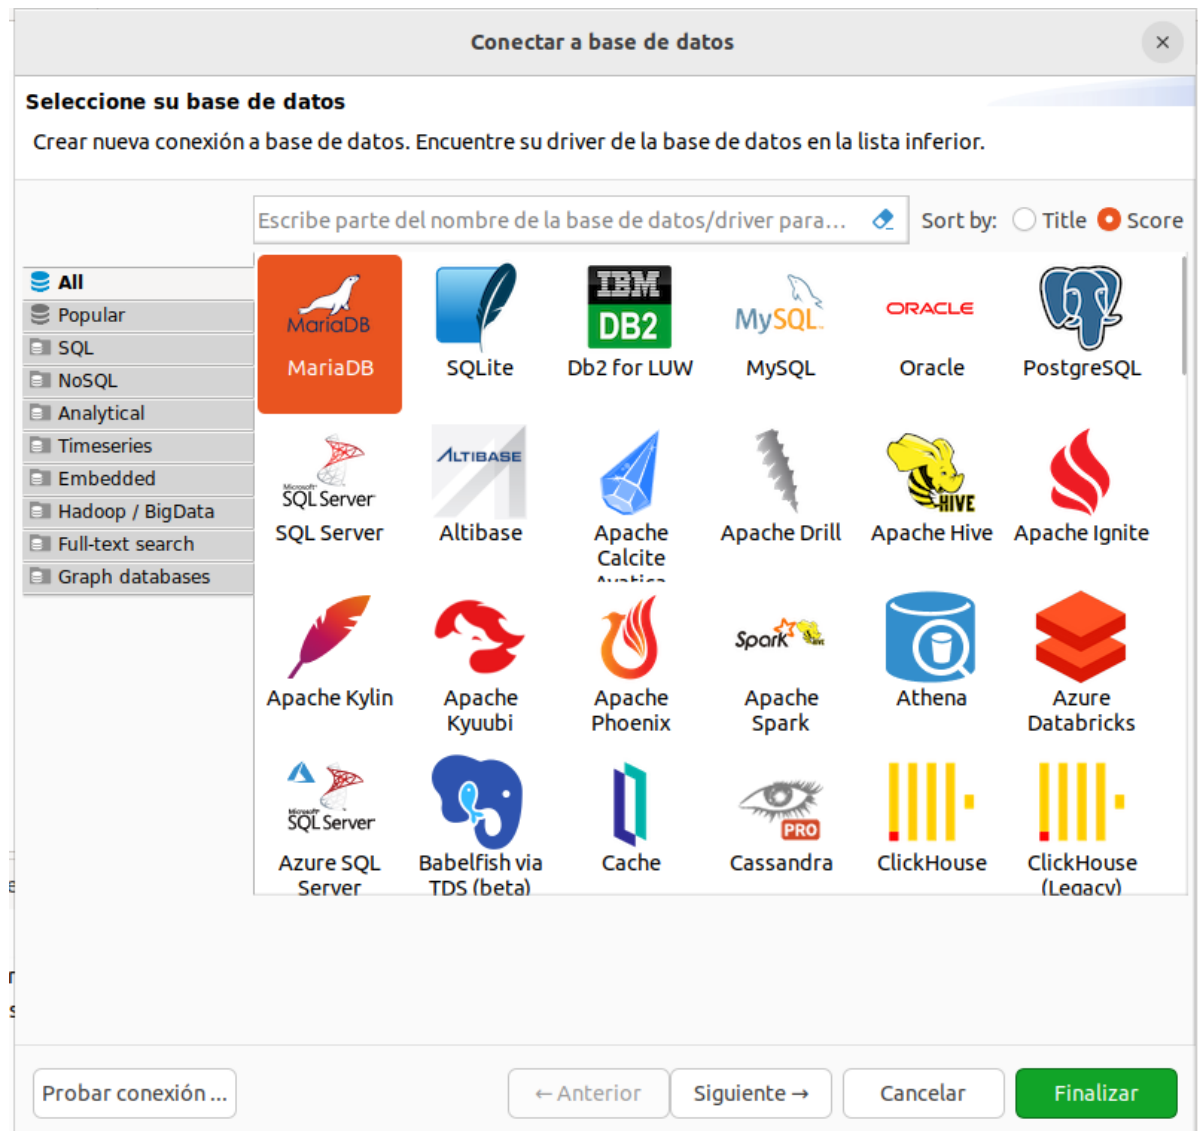 Conectar a base de datos
Seleccione su base de datos
Crear nueva conexión a base de datos. Encuentre su driver de la base de datos en la lista inferior.
Escribe parte del nombre de la base de datos/driver para...
Sort by: Title Score
All
Popular
SQL
NoSQL
Analytical
Timeseries
Embedded
Hadoop / BigData
Full-text search
Graph databases
MariaDB
MariaDB
SQLite
IBM
DB2
Db2 for LUW
MySQL
MySQL
ORACLE
Oracle
PostgreSQL
Microsoft
SQL Server
SQL Server
ALTIBASE
Altibase
Apache
Calcite
Avatica
Apache Drill
HIVE
Apache Hive
Apache Ignite
Apache Kylin
Apache
Kyuubi
Apache
Phoenix
Spark
HIVE
Apache
Spark
Athena
Azure
Databricks
Microsoft
SQL Server
Azure SQL
Server
Babelfish via
TDS (beta)
Cache
PRO
Cassandra
ClickHouse
ClickHouse
(Legacy)
Probar conexión ...
← Anterior
Siguiente →
Cancelar
Finalizar